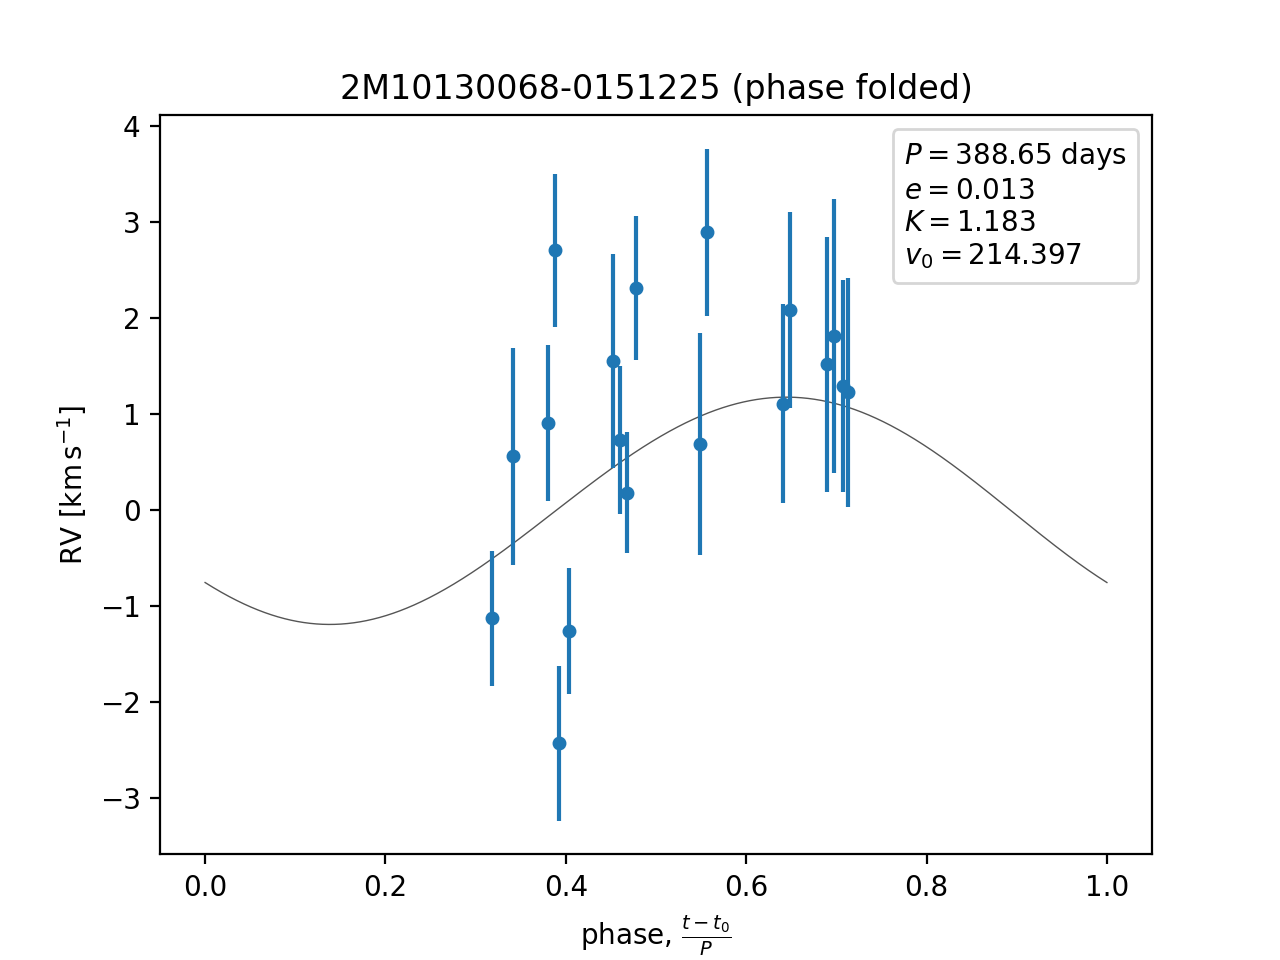 2M10130068-0151225 (phase folded)
P = 388.65 days
e = 0.013
K = 1.183
v₀ = 214.397
4
3
2
1
0
−1
−2
−3
RV [km s⁻¹]
0.0 0.2 0.4 0.6 0.8 1.0
phase, (t − t₀)/P